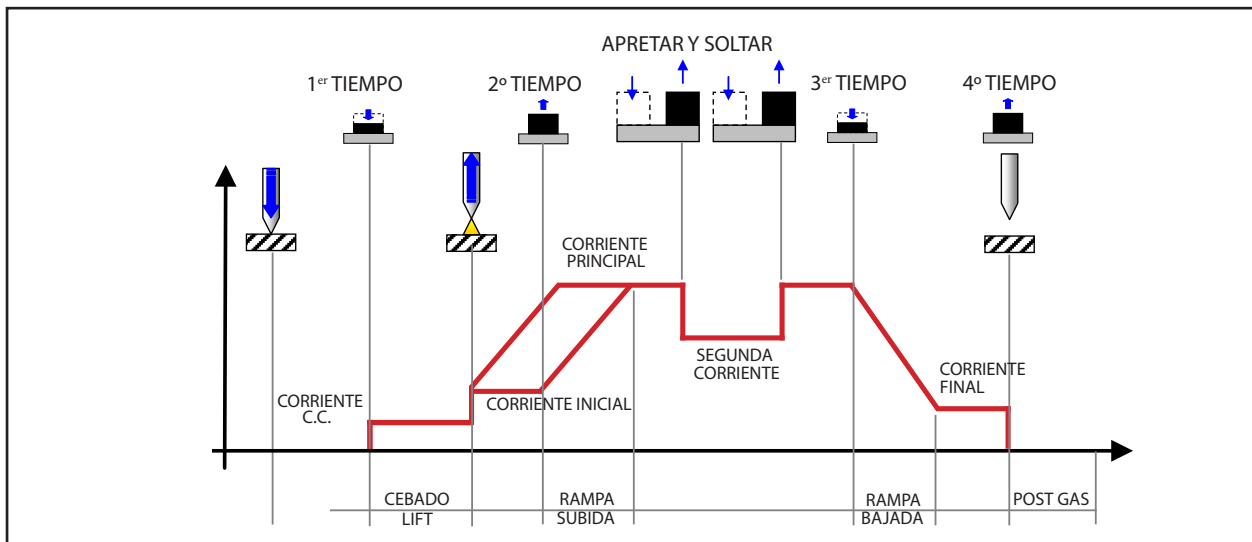 APRETAR Y SOLTAR
1er TIEMPO
2º TIEMPO
3er TIEMPO
4º TIEMPO
CORRIENTE
PRINCIPAL
SEGUNDA
CORRIENTE
CORRIENTE
FINAL
CORRIENTE
C.C.
CORRIENTE INICIAL
CEBADO
LIFT
RAMPA
SUBIDA
RAMPA
BAJADA
POST GAS